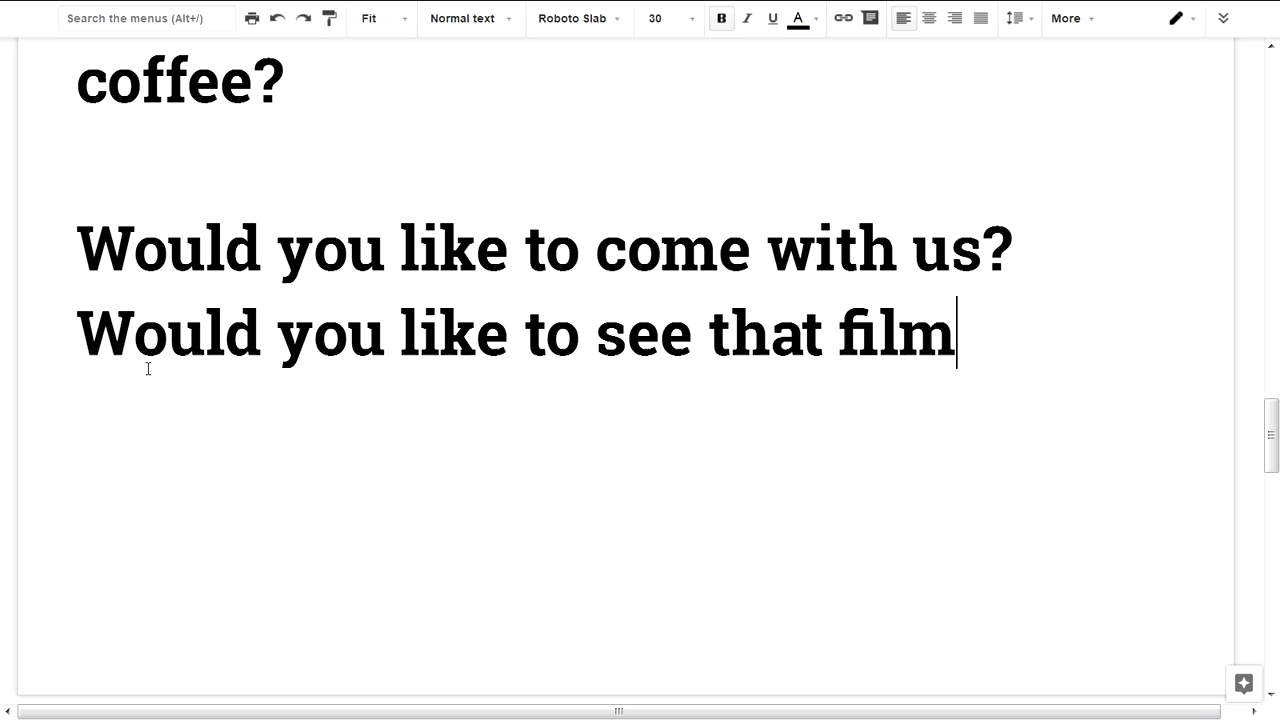 Search the menus (Alt+/) Fit Normal text Roboto Slab 30 B I U A More
coffee?
Would you like to come with us?
Would you like to see that film